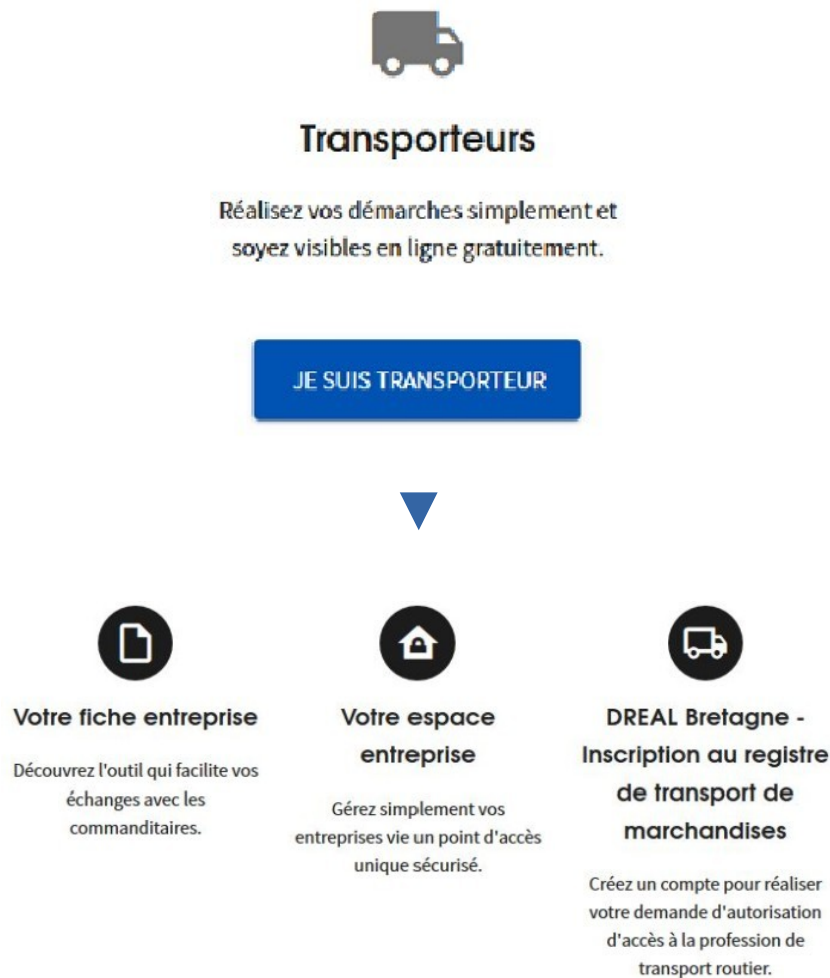 Transporteurs
Réalisez vos démarches simplement et
soyez visibles en ligne gratuitement.
JE SUIS TRANSPORTEUR
Votre fiche entreprise
Découvrez l'outil qui facilite vos
échanges avec les
commanditaires.
Votre espace
entreprise
Gérez simplement vos
entreprises vie un point d'accès
unique sécurisé.
DREAL Bretagne -
Inscription au registre
de transport de
marchandises
Créez un compte pour réaliser
votre demande d'autorisation
d'accès à la profession de
transport routier.